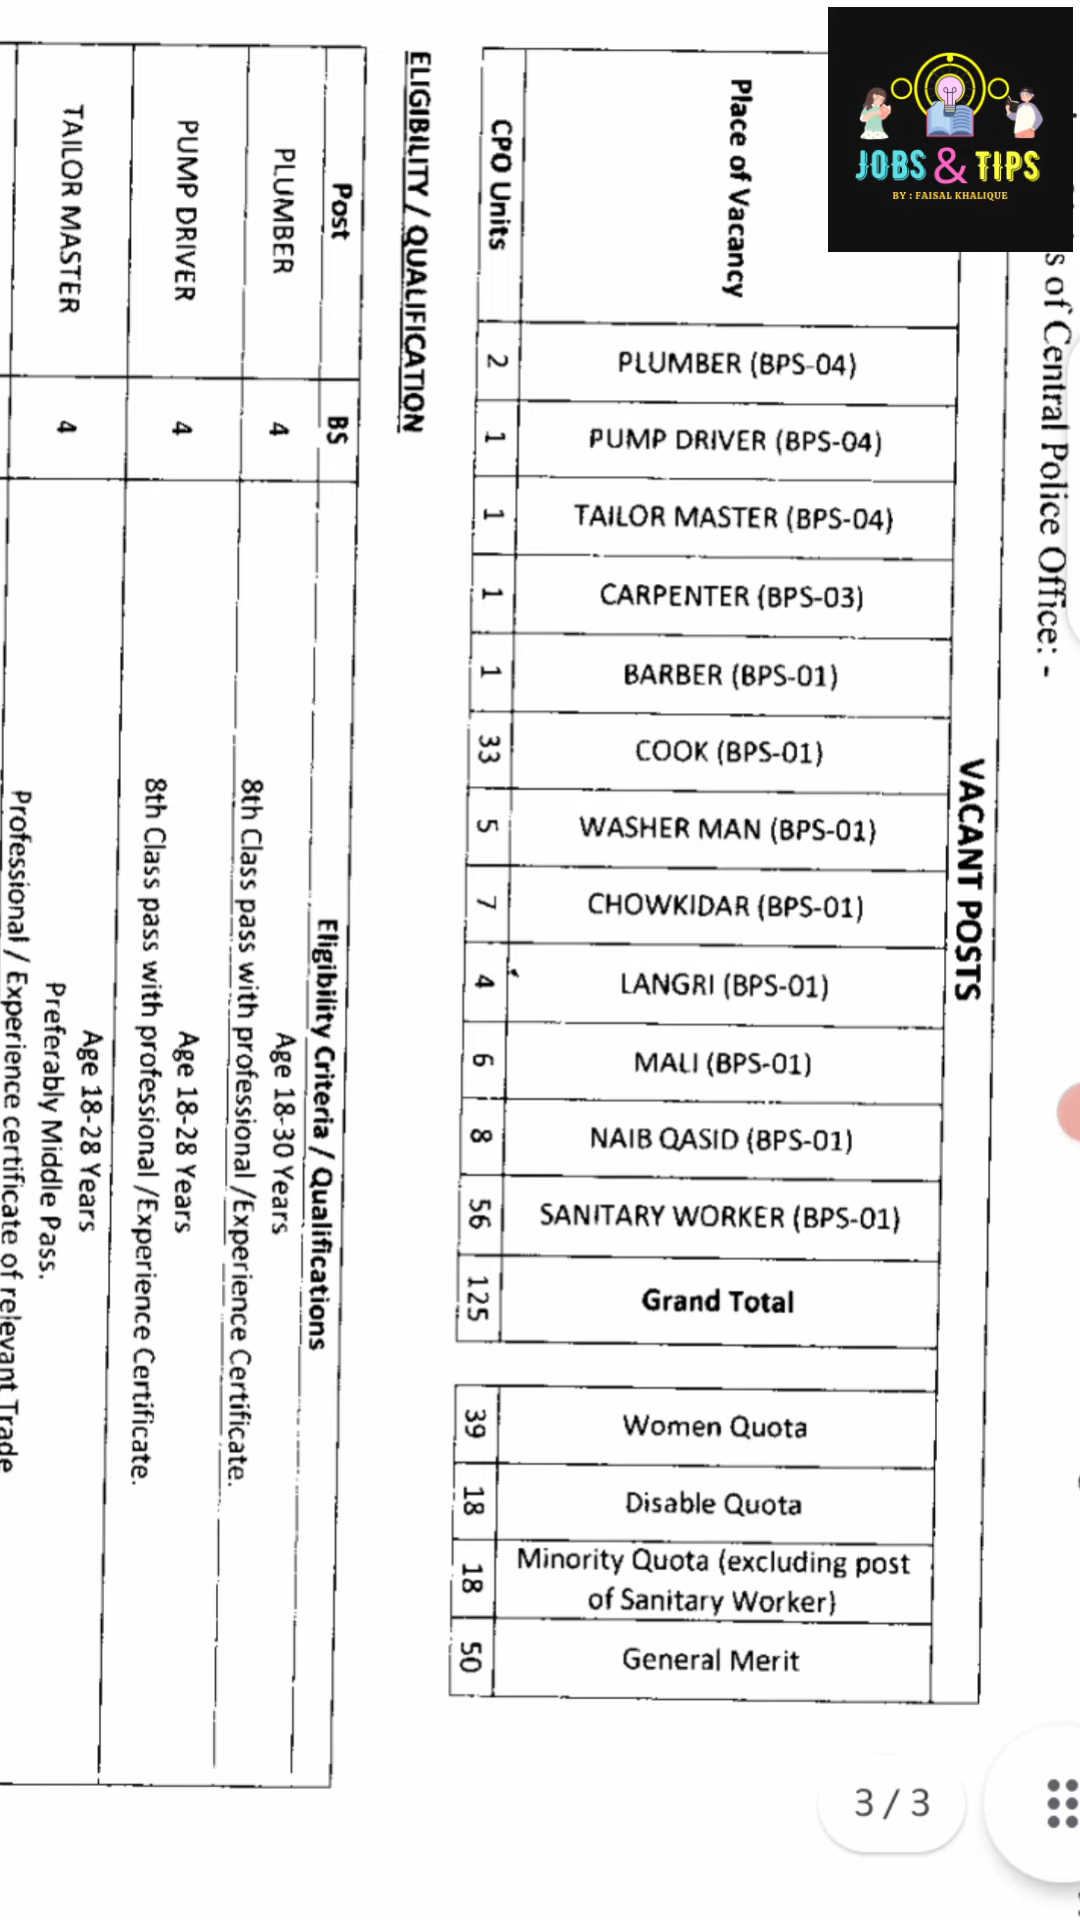 JOBS & TIPS
BY : FAISAL KHALIQUE
s of Central Police Office: -
VACANT POSTS
Place of Vacancy
PLUMBER (BPS-04)
PUMP DRIVER (BPS-04)
TAILOR MASTER (BPS-04)
CARPENTER (BPS-03)
BARBER (BPS-01)
COOK (BPS-01)
WASHER MAN (BPS-01)
CHOWKIDAR (BPS-01)
LANGRI (BPS-01)
MALI (BPS-01)
NAIB QASID (BPS-01)
SANITARY WORKER (BPS-01)
Grand Total
Women Quota
Disable Quota
Minority Quota (excluding post
of Sanitary Worker)
General Merit
CPO Units
2
1
1
1
1
33
5
7
4
6
8
56
125
39
18
18
50
ELIGIBILITY / QUALIFICATION
Post
BS
Eligibility Criteria / Qualifications
PLUMBER
4
Age 18-30 Years
8th Class pass with professional /Experience Certificate.
PUMP DRIVER
4
Age 18-28 Years
8th Class pass with professional /Experience Certificate.
TAILOR MASTER
4
Age 18-28 Years
Preferably Middle Pass.
Professional / Experience certificate of relevant Trade
3 / 3